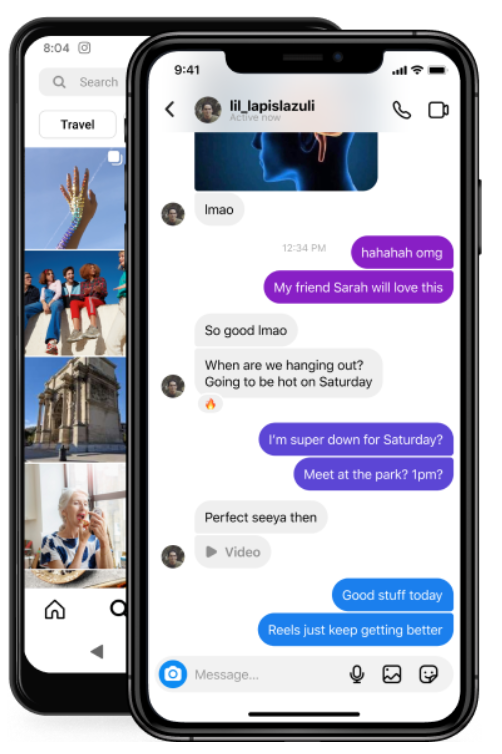 8:04
Search
Travel
9:41
lil_lapislazuli
Active now
lmao
12:34 PM
hahahah omg
My friend Sarah will love this
So good lmao
When are we hanging out?
Going to be hot on Saturday
I'm super down for Saturday?
Meet at the park? 1pm?
Perfect seeya then
Video
Good stuff today
Reels just keep getting better
Message...